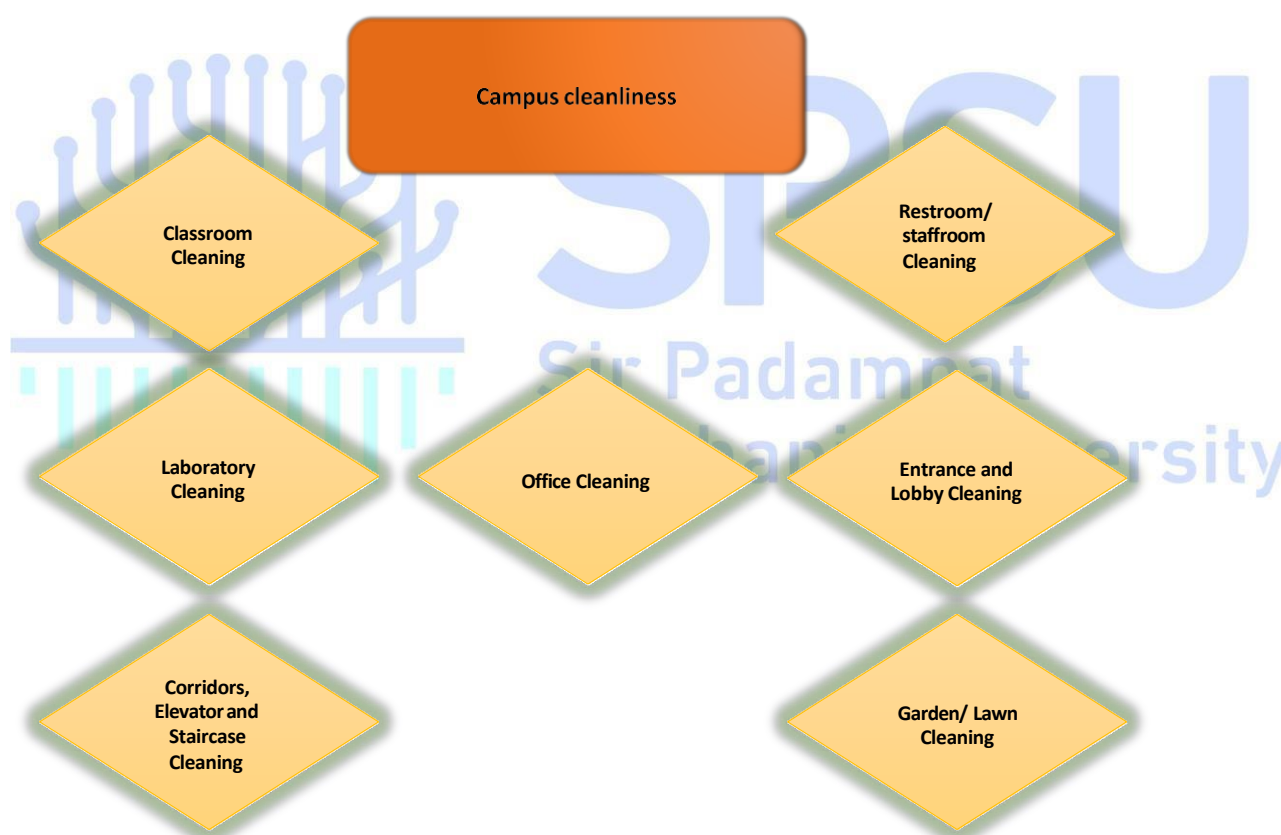 Campus cleanliness
SPSU
Classroom
Cleaning
Restroom/
staffroom
Cleaning
Sir Padampat
Laboratory
Cleaning
Office Cleaning
Entrance and
Lobby Cleaning
Corridors,
Elevator and
Staircase
Cleaning
Garden/ Lawn
Cleaning